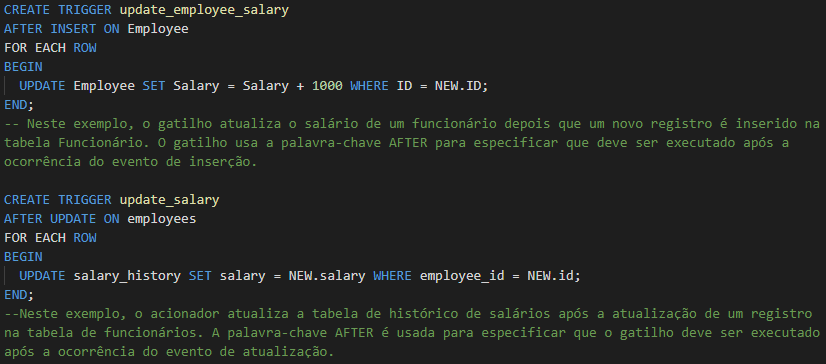 CREATE TRIGGER update_employee_salary
AFTER INSERT ON Employee
FOR EACH ROW
BEGIN
  UPDATE Employee SET Salary = Salary + 1000 WHERE ID = NEW.ID;
END;
-- Neste exemplo, o gatilho atualiza o salário de um funcionário depois que um novo registro é inserido na
tabela Funcionário. O gatilho usa a palavra-chave AFTER para especificar que deve ser executado após a
ocorrência do evento de inserção.

CREATE TRIGGER update_salary
AFTER UPDATE ON employees
FOR EACH ROW
BEGIN
  UPDATE salary_history SET salary = NEW.salary WHERE employee_id = NEW.id;
END;
--Neste exemplo, o acionador atualiza a tabela de histórico de salários após a atualização de um registro
na tabela de funcionários. A palavra-chave AFTER é usada para especificar que o gatilho deve ser executado
após a ocorrência do evento de atualização.